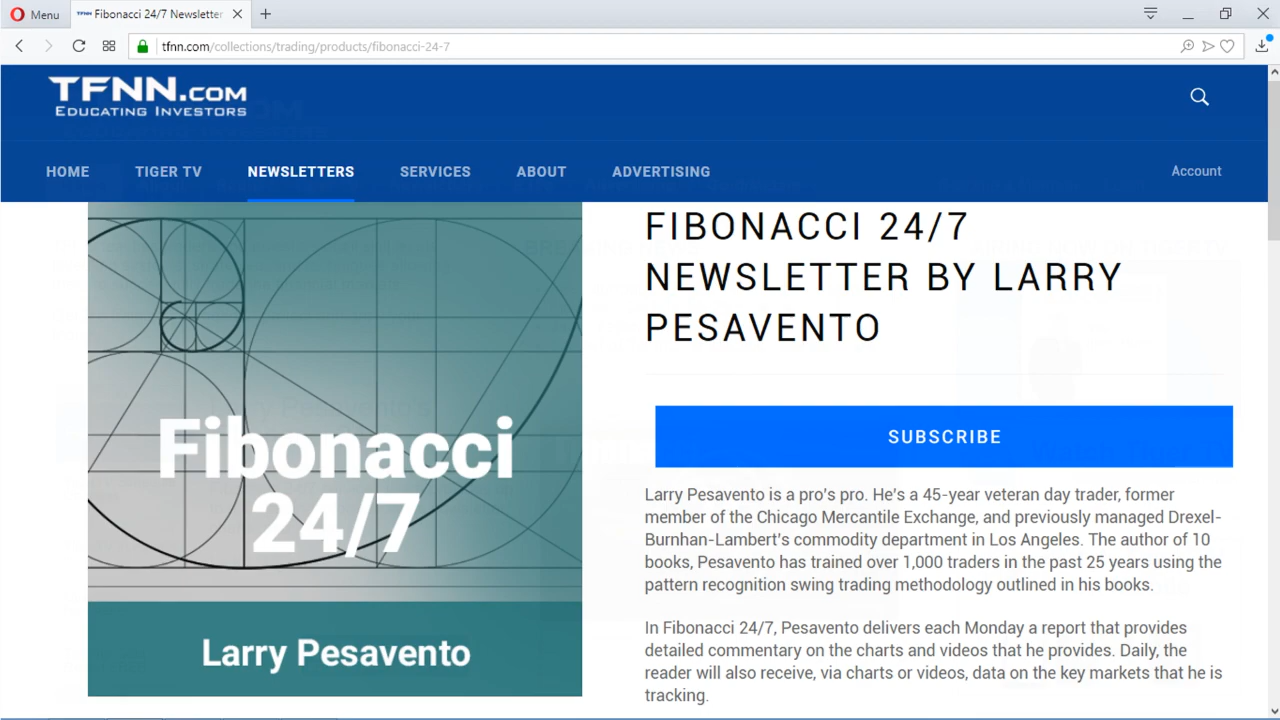 Menu
Fibonacci 24/7 Newsletter
tfnn.com/collections/trading/products/fibonacci-24-7
TFNN.COM
EDUCATING INVESTORS
HOME TIGER TV NEWSLETTERS SERVICES ABOUT ADVERTISING Account
FIBONACCI 24/7
NEWSLETTER BY LARRY
PESAVENTO
Fibonacci
24/7
Larry Pesavento
SUBSCRIBE
Larry Pesavento is a pro's pro. He's a 45-year veteran day trader, former
member of the Chicago Mercantile Exchange, and previously managed Drexel-
Burnhan-Lambert's commodity department in Los Angeles. The author of 10
books, Pesavento has trained over 1,000 traders in the past 25 years using the
pattern recognition swing trading methodology outlined in his books.
In Fibonacci 24/7, Pesavento delivers each Monday a report that provides
detailed commentary on the charts and videos that he provides. Daily, the
reader will also receive, via charts or videos, data on the key markets that he is
tracking.